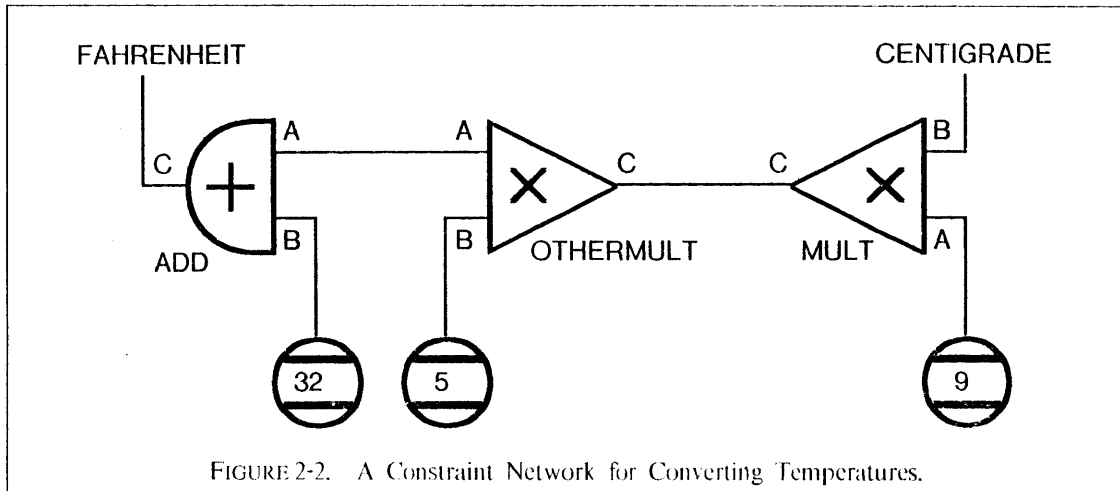 FAHRENHEIT
CENTIGRADE
A A B
C + × C C ×
B B A
ADD OTHERMULT MULT
32 5 9
FIGURE 2-2. A Constraint Network for Converting Temperatures.